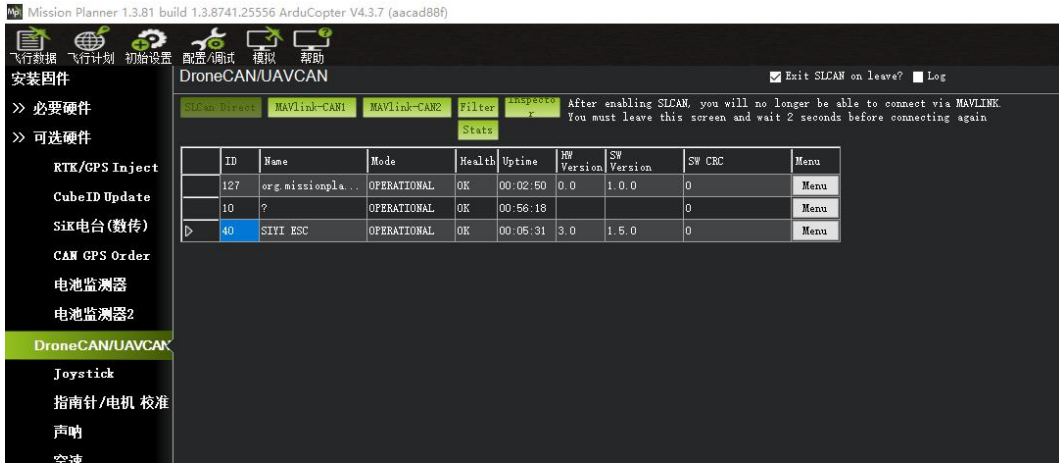 Mission Planner 1.3.81 build 1.3.8741.25556 ArduCopter V4.3.7 (aacad88f)
飞行数据 飞行计划 初始设置 配置/调试 模拟 帮助
安装固件
DroneCAN/UAVCAN
Exit SLCAN on leave? Log
>> 必要硬件
SLCan Direct MAVlink-CAN1 MAVlink-CAN2 Filter Inspector
After enabling SLCAN, you will no longer be able to connect via MAVLINK.
You must leave this screen and wait 2 seconds before connecting again
Stats
>> 可选硬件
RTK/GPS Inject
CubeID Update
SiK电台(数传)
CAN GPS Order
电池监测器
电池监测器2
DroneCAN/UAVCAN
Joystick
指南针/电机 校准
声呐
空速
ID Name Mode Health Uptime HW Version SW Version SW CRC Menu
127 org.missionpla... OPERATIONAL OK 00:02:50 0.0 1.0.0 0 Menu
10 ? OPERATIONAL OK 00:56:18 0 Menu
40 SIYI ESC OPERATIONAL OK 00:05:31 3.0 1.5.0 0 Menu